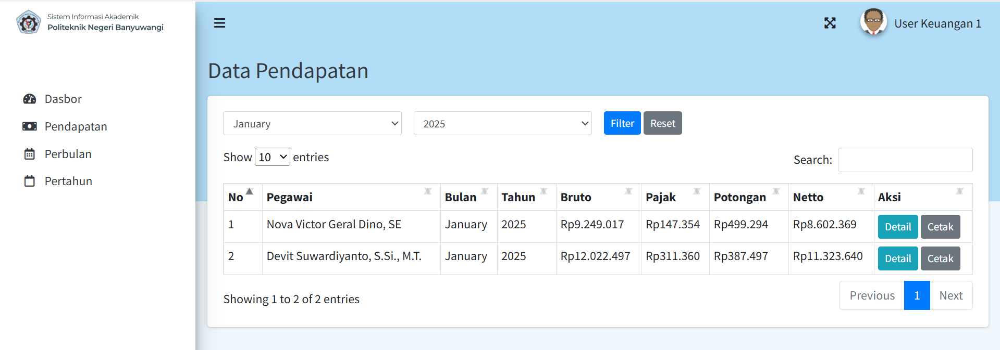 Sistem Informasi Akademik
Politeknik Negeri Banyuwangi
User Keuangan 1
Dasbor
Pendapatan
Perbulan
Pertahun
Data Pendapatan
January 2025 Filter Reset
Show 10 entries Search:
No Pegawai Bulan Tahun Bruto Pajak Potongan Netto Aksi
1 Nova Victor Geral Dino, SE January 2025 Rp9.249.017 Rp147.354 Rp499.294 Rp8.602.369 Detail Cetak
2 Devit Suwardiyanto, S.Si., M.T. January 2025 Rp12.022.497 Rp311.360 Rp387.497 Rp11.323.640 Detail Cetak
Showing 1 to 2 of 2 entries Previous 1 Next